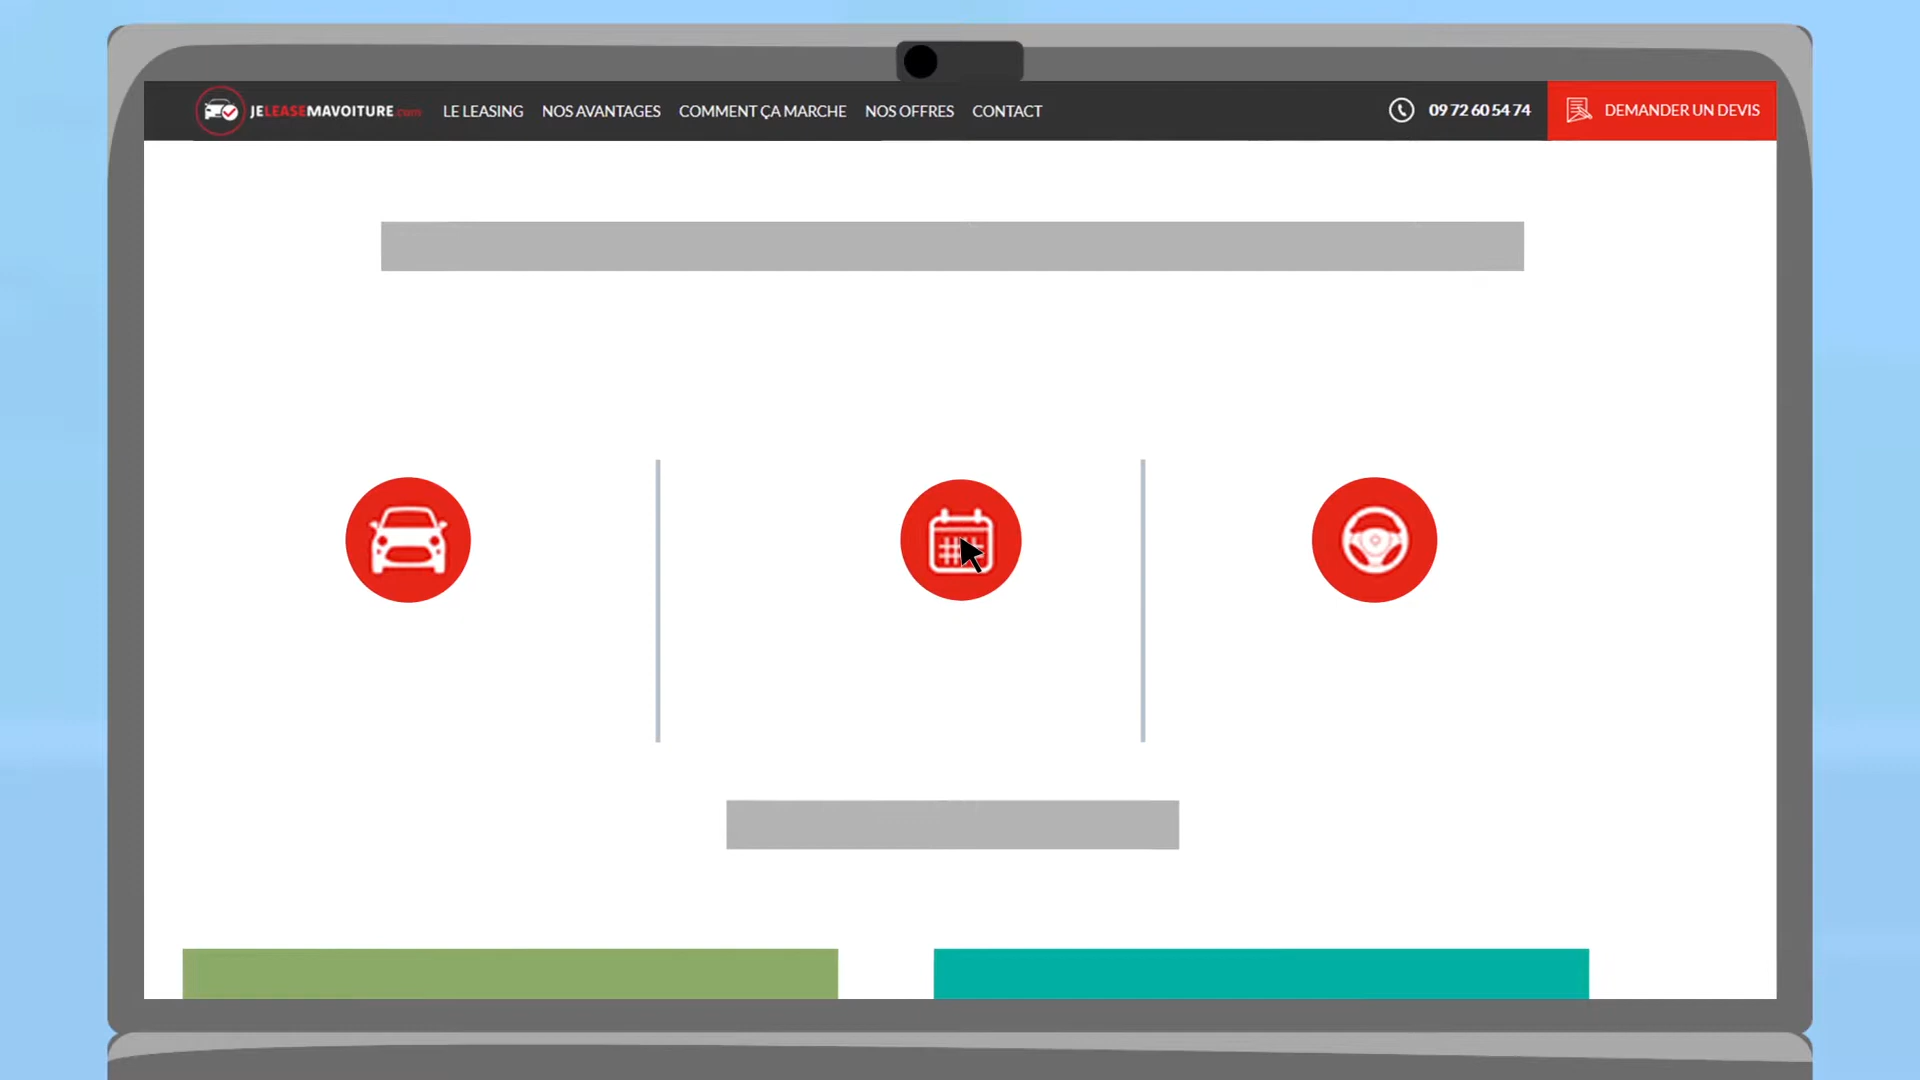 JELEASEMAVOITURE.com
LE LEASING NOS AVANTAGES COMMENT ÇA MARCHE NOS OFFRES CONTACT
09 72 60 54 74
DEMANDER UN DEVIS